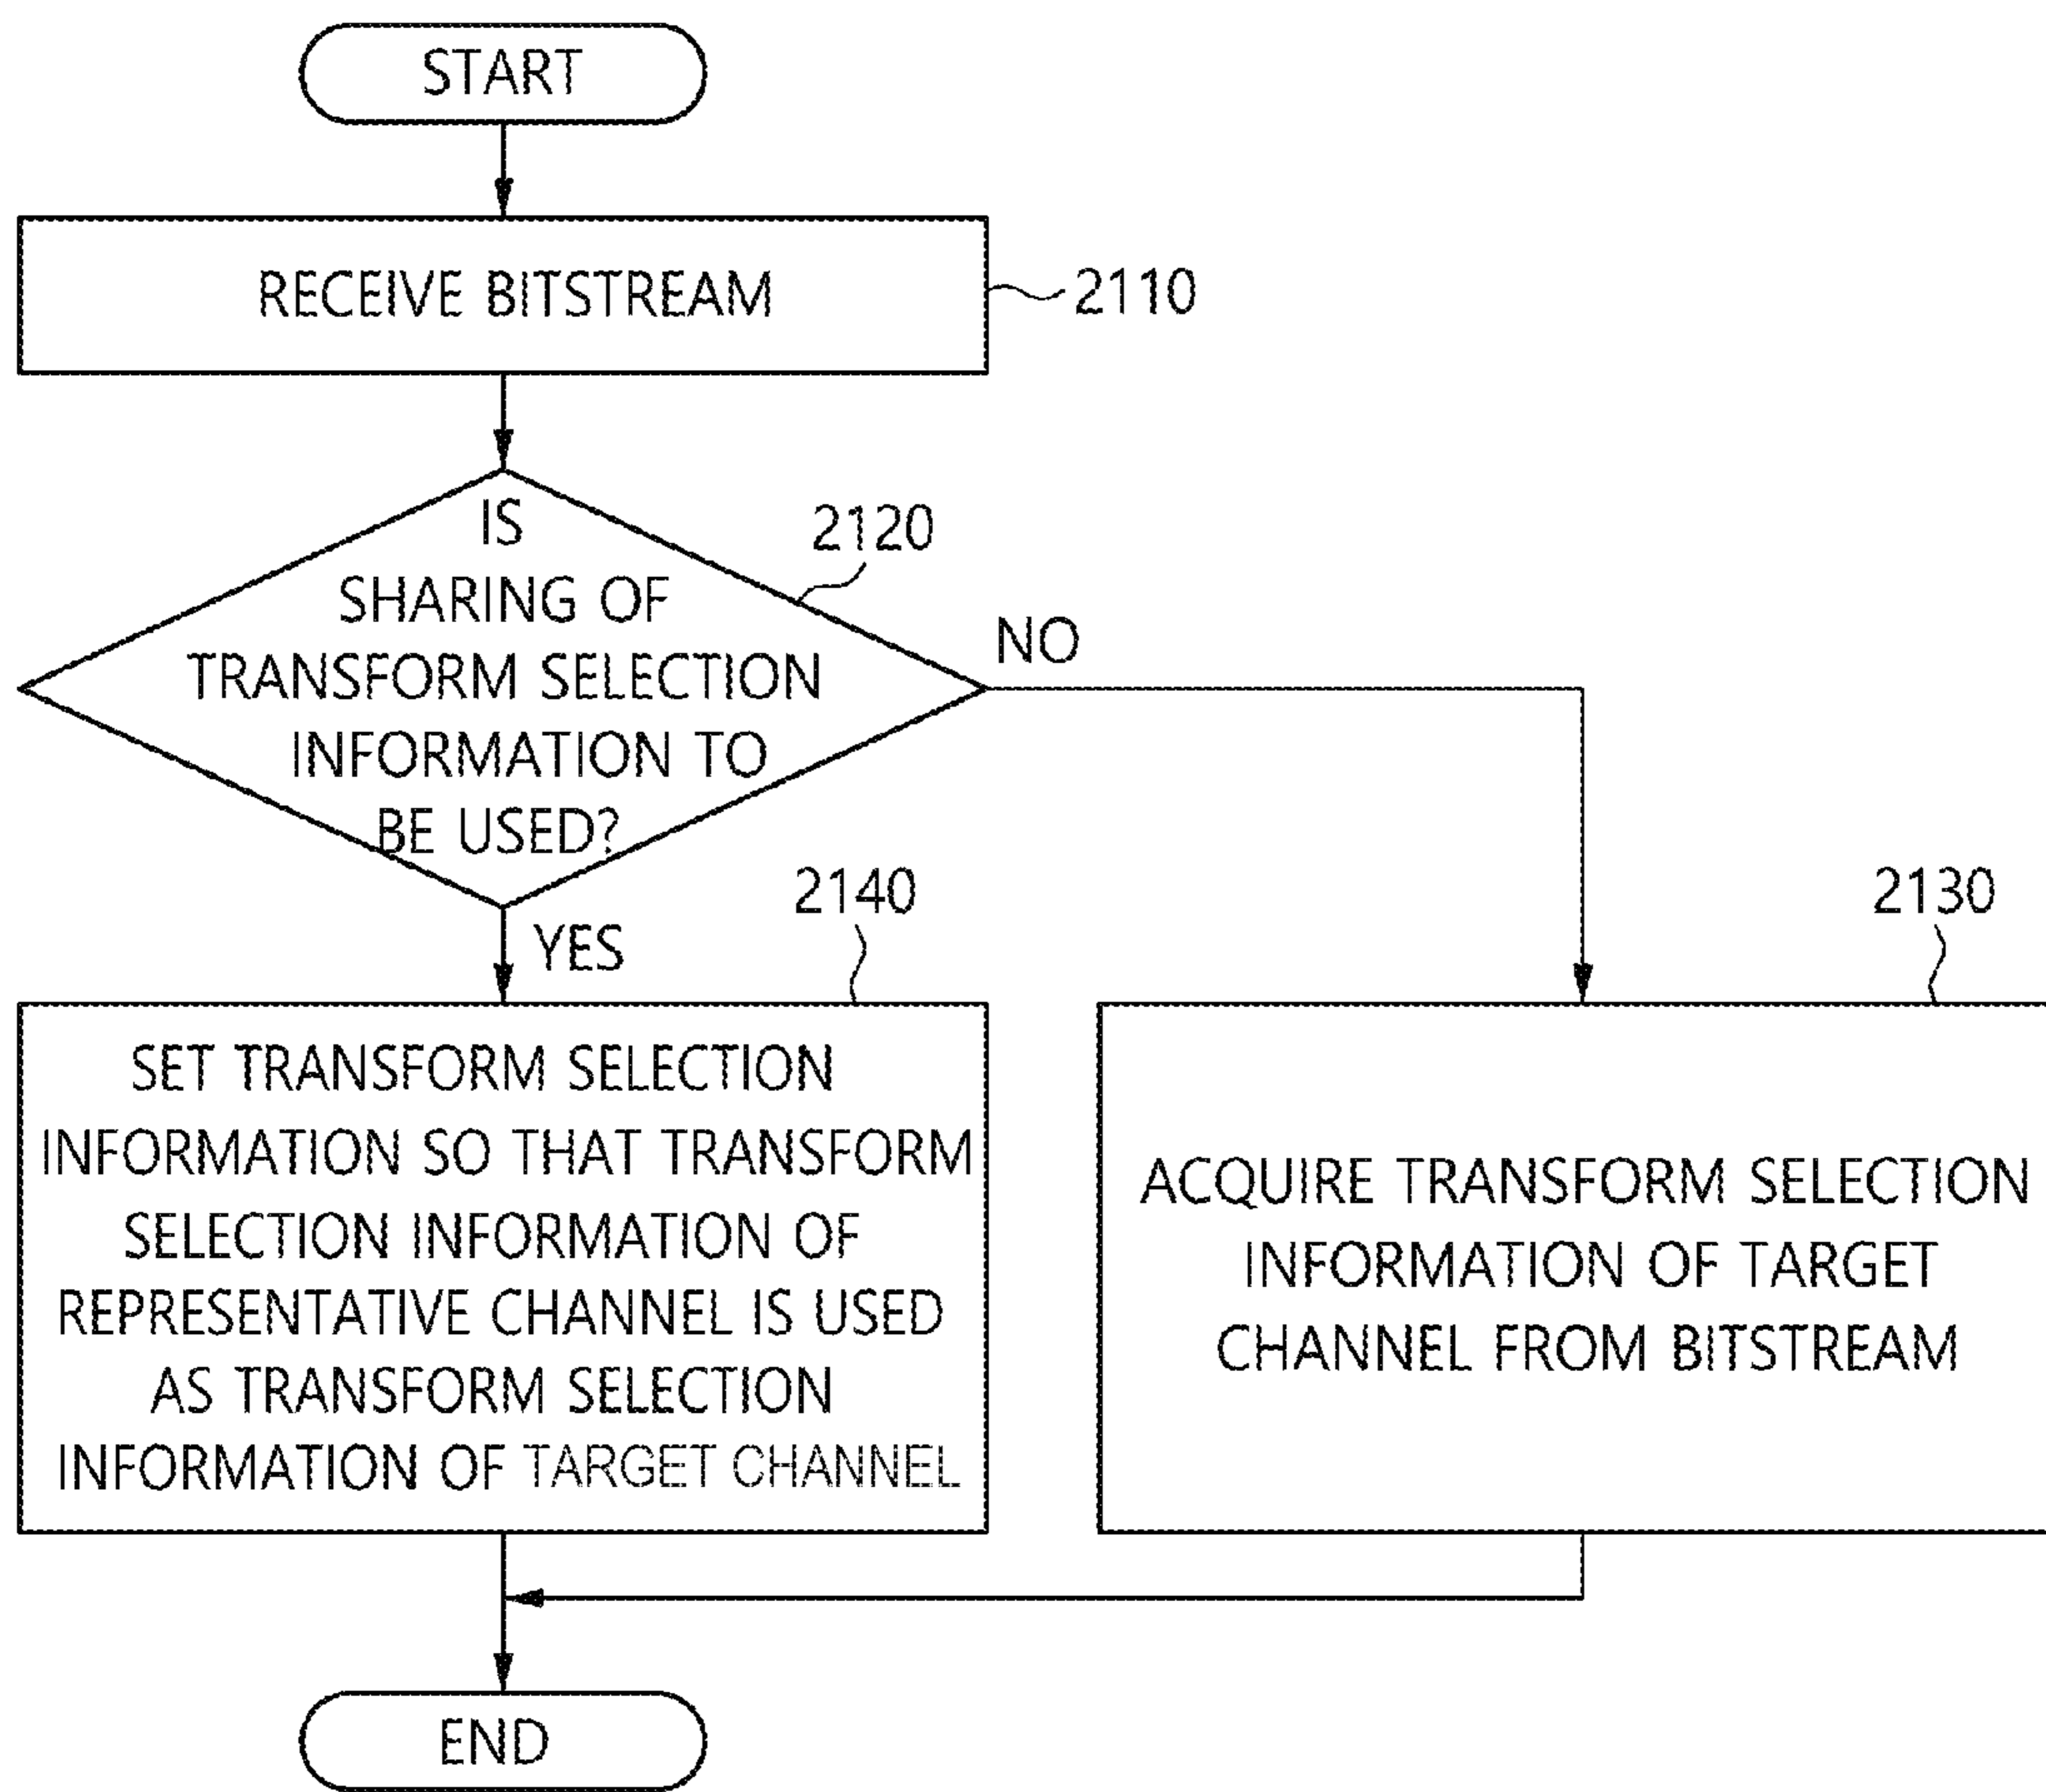 START
RECEIVE BITSTREAM
2110
IS
SHARING OF
TRANSFORM SELECTION
INFORMATION TO
BE USED?
2120
NO
YES
2140
SET TRANSFORM SELECTION
INFORMATION SO THAT TRANSFORM
SELECTION INFORMATION OF
REPRESENTATIVE CHANNEL IS USED
AS TRANSFORM SELECTION
INFORMATION OF TARGET CHANNEL
2130
ACQUIRE TRANSFORM SELECTION
INFORMATION OF TARGET
CHANNEL FROM BITSTREAM
END